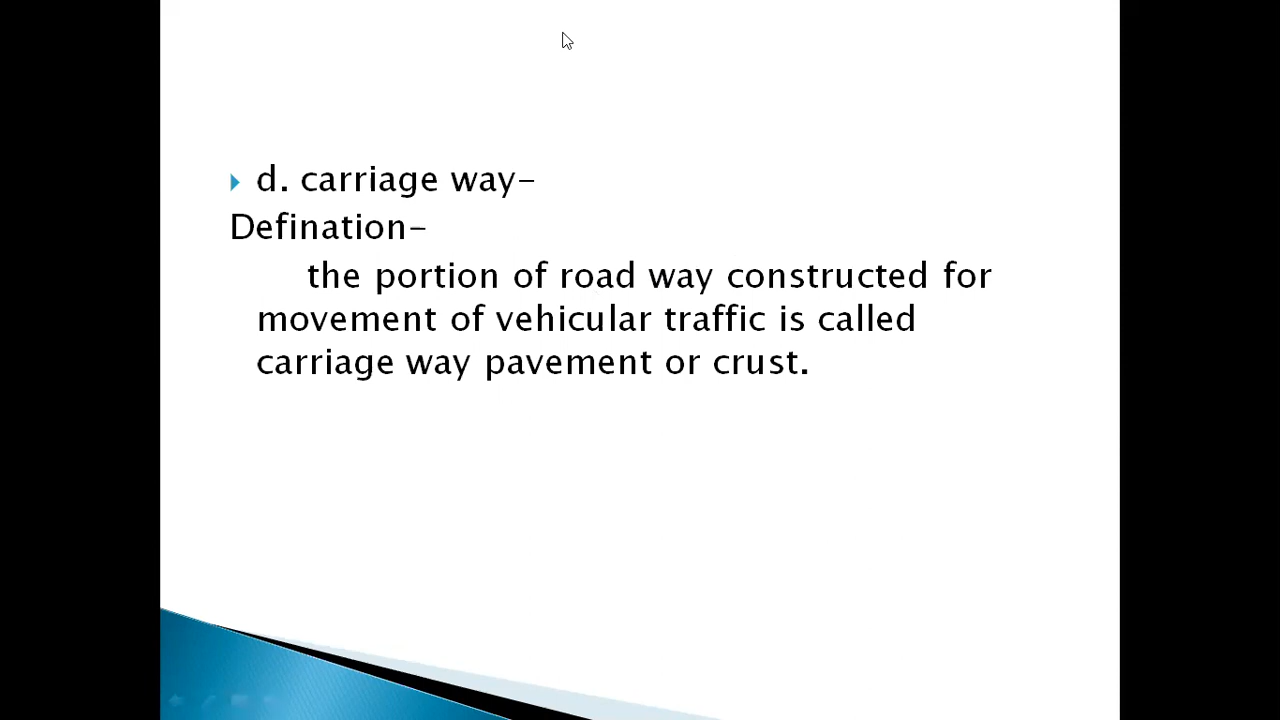 d. carriage way-
Defination-
the portion of road way constructed for
movement of vehicular traffic is called
carriage way pavement or crust.